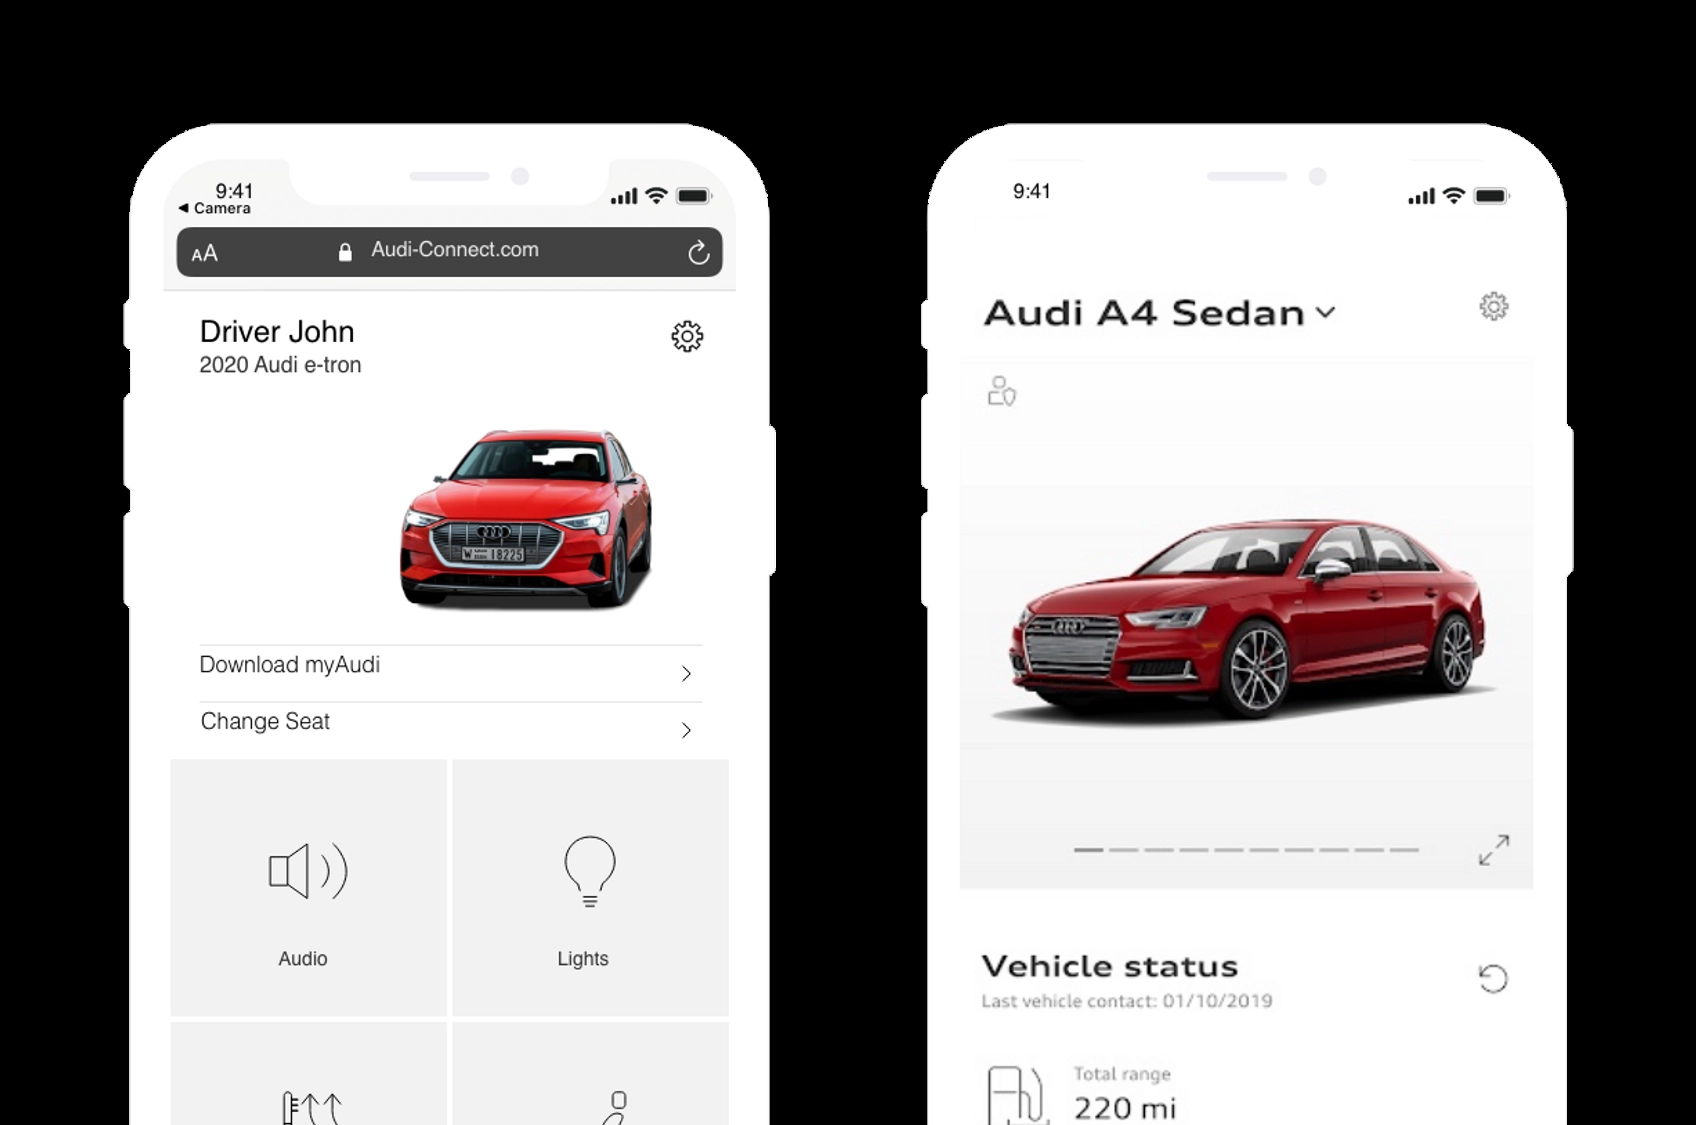 9:41
◀ Camera
AA
Audi-Connect.com
Driver John
2020 Audi e-tron
W 18225
Download myAudi
Change Seat
Audio
Lights
9:41
Audi A4 Sedan
Vehicle status
Last vehicle contact: 01/10/2019
Total range
220 mi